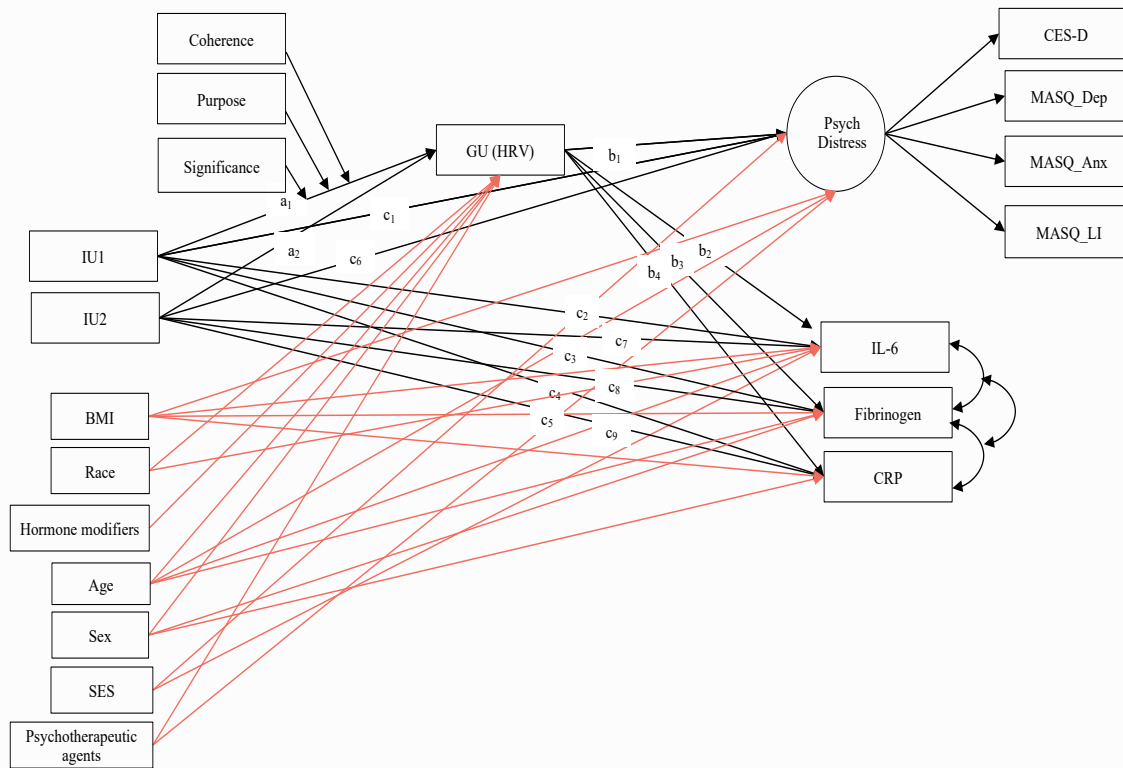 Coherence
Purpose
Significance
IU1
IU2
BMI
Race
Hormone modifiers
Age
Sex
SES
Psychotherapeutic
agents
GU (HRV)
a₁
a₂
c₁
c₆
b₁
b₂
b₃
b₄
c₂
c₇
c₃
c₈
c₄
c₅
c₉
Psych
Distress
CES-D
MASQ_Dep
MASQ_Anx
MASQ_LI
IL-6
Fibrinogen
CRP